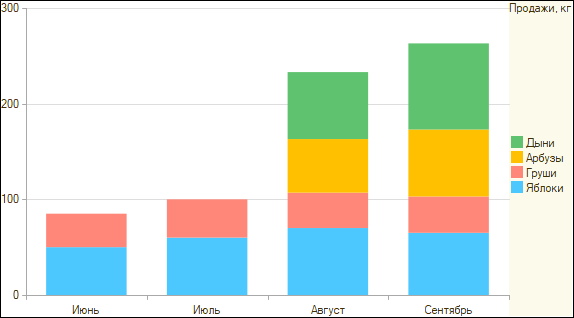 Продажи, кг
300
200
100
0
Июнь
Июль
Август
Сентябрь
Дыни
Арбузы
Груши
Яблоки